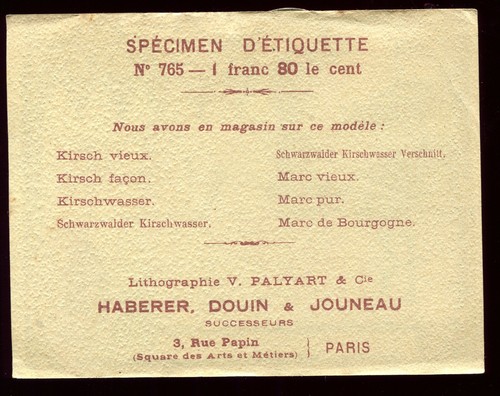 SPÉCIMEN D'ÉTIQUETTE
No 765 — 1 franc 80 le cent
Nous avons en magasin sur ce modèle :
Kirsch vieux.
Kirsch façon.
Kirschwasser.
Schwarzwalder Kirschwasser.
Schwarzwalder Kirschwasser Verschnitt.
Marc vieux.
Marc pur.
Marc de Bourgogne.
Lithographie V. PALYART & Cie
HABERER, DOUIN & JOUNEAU
SUCCESSEURS
3, Rue Papin
(Square des Arts et Métiers)
PARIS